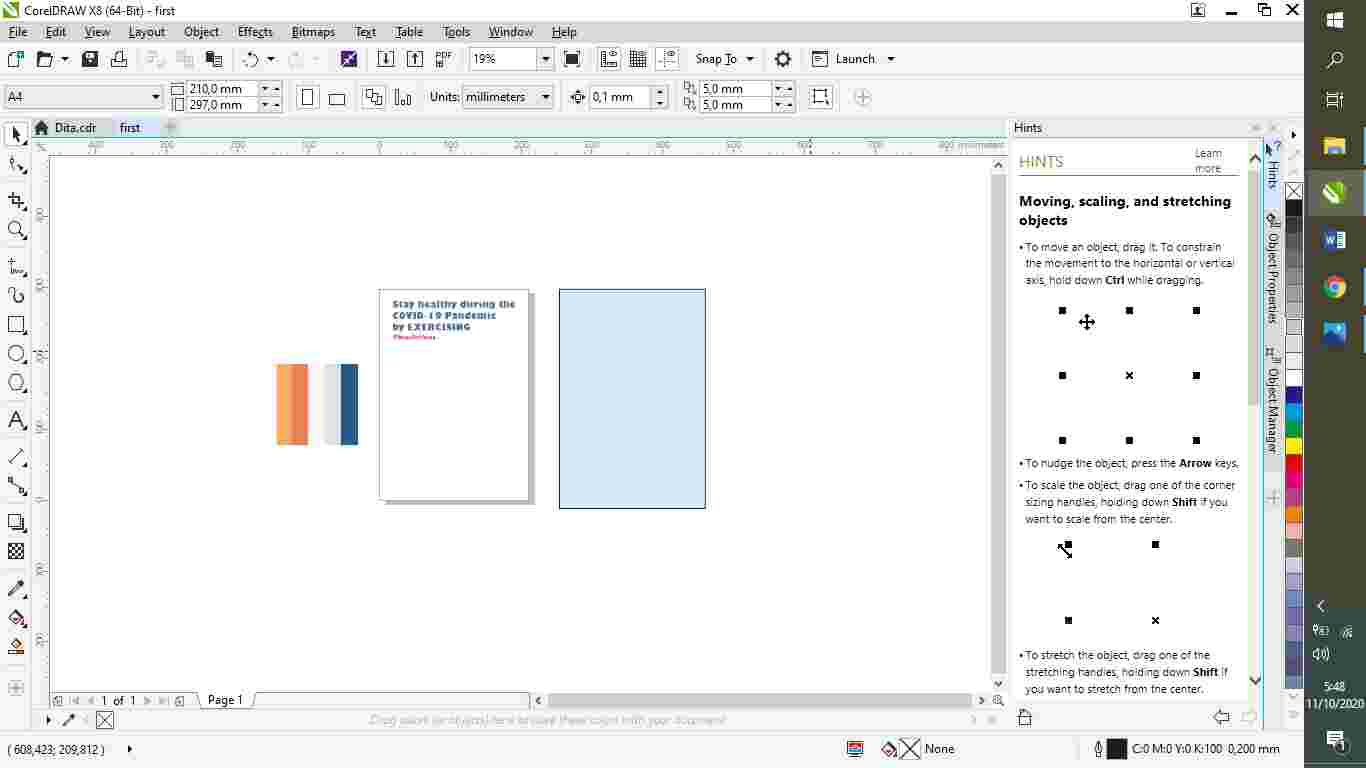 CorelDRAW X8 (64-Bit) - first
File Edit View Layout Object Effects Bitmaps Text Table Tools Window Help
PDF 19% Snap To Launch
A4 210,0 mm 297,0 mm Units: millimeters 0,1 mm 5,0 mm 5,0 mm
Dita.cdr first
Hints
HINTS
Learn more
Moving, scaling, and stretching
objects
• To move an object, drag it. To constrain
the movement to the horizontal or vertical
axis, hold down Ctrl while dragging.
• To nudge the object, press the Arrow keys.
• To scale the object, drag one of the corner
sizing handles, holding down Shift if you
want to scale from the center.
• To stretch the object, drag one of the
stretching handles, holding down Shift if
you want to stretch from the center.
Hints
Object Properties
Object Manager
Stay healthy during the
COVID-19 Pandemic
by EXERCISING
1 of 1 Page 1
Drag colors (or objects) here to store these colors with your document
( 608,423; 209,812 ) None C:0 M:0 Y:0 K:100 0,200 mm
5:48
11/10/2020